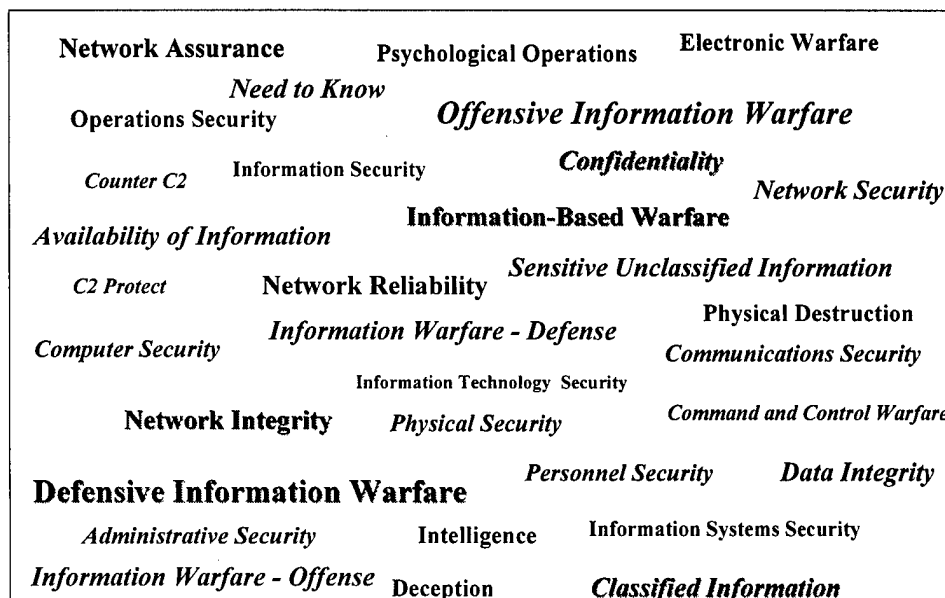 Network Assurance
Psychological Operations
Electronic Warfare
Need to Know
Operations Security
Offensive Information Warfare
Counter C2
Information Security
Confidentiality
Network Security
Availability of Information
Information-Based Warfare
C2 Protect
Network Reliability
Sensitive Unclassified Information
Physical Destruction
Computer Security
Information Warfare - Defense
Communications Security
Information Technology Security
Network Integrity
Physical Security
Command and Control Warfare
Defensive Information Warfare
Personnel Security
Data Integrity
Administrative Security
Intelligence
Information Systems Security
Information Warfare - Offense
Deception
Classified Information